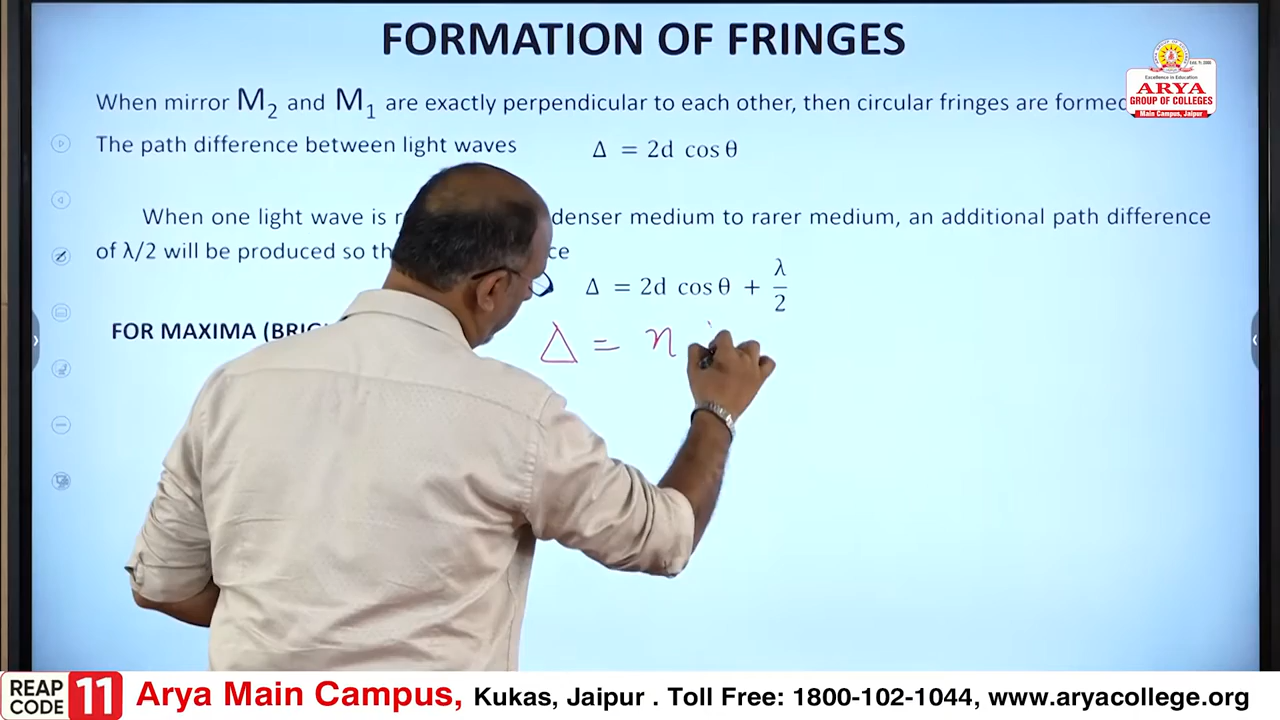 FORMATION OF FRINGES
When mirror M₂ and M₁ are exactly perpendicular to each other, then circular fringes are formed
Estd. Yr. 2000
Excellence in Education
ARYA
GROUP OF COLLEGES
Main Campus, Jaipur
The path difference between light waves Δ = 2d cos θ
When one light wave is denser medium to rarer medium, an additional path difference
of λ/2 will be produced so
Δ = 2d cos θ + λ/2
FOR MAXIMA
Δ = n
REAP CODE 11 Arya Main Campus, Kukas, Jaipur . Toll Free: 1800-102-1044, www.aryacollege.org